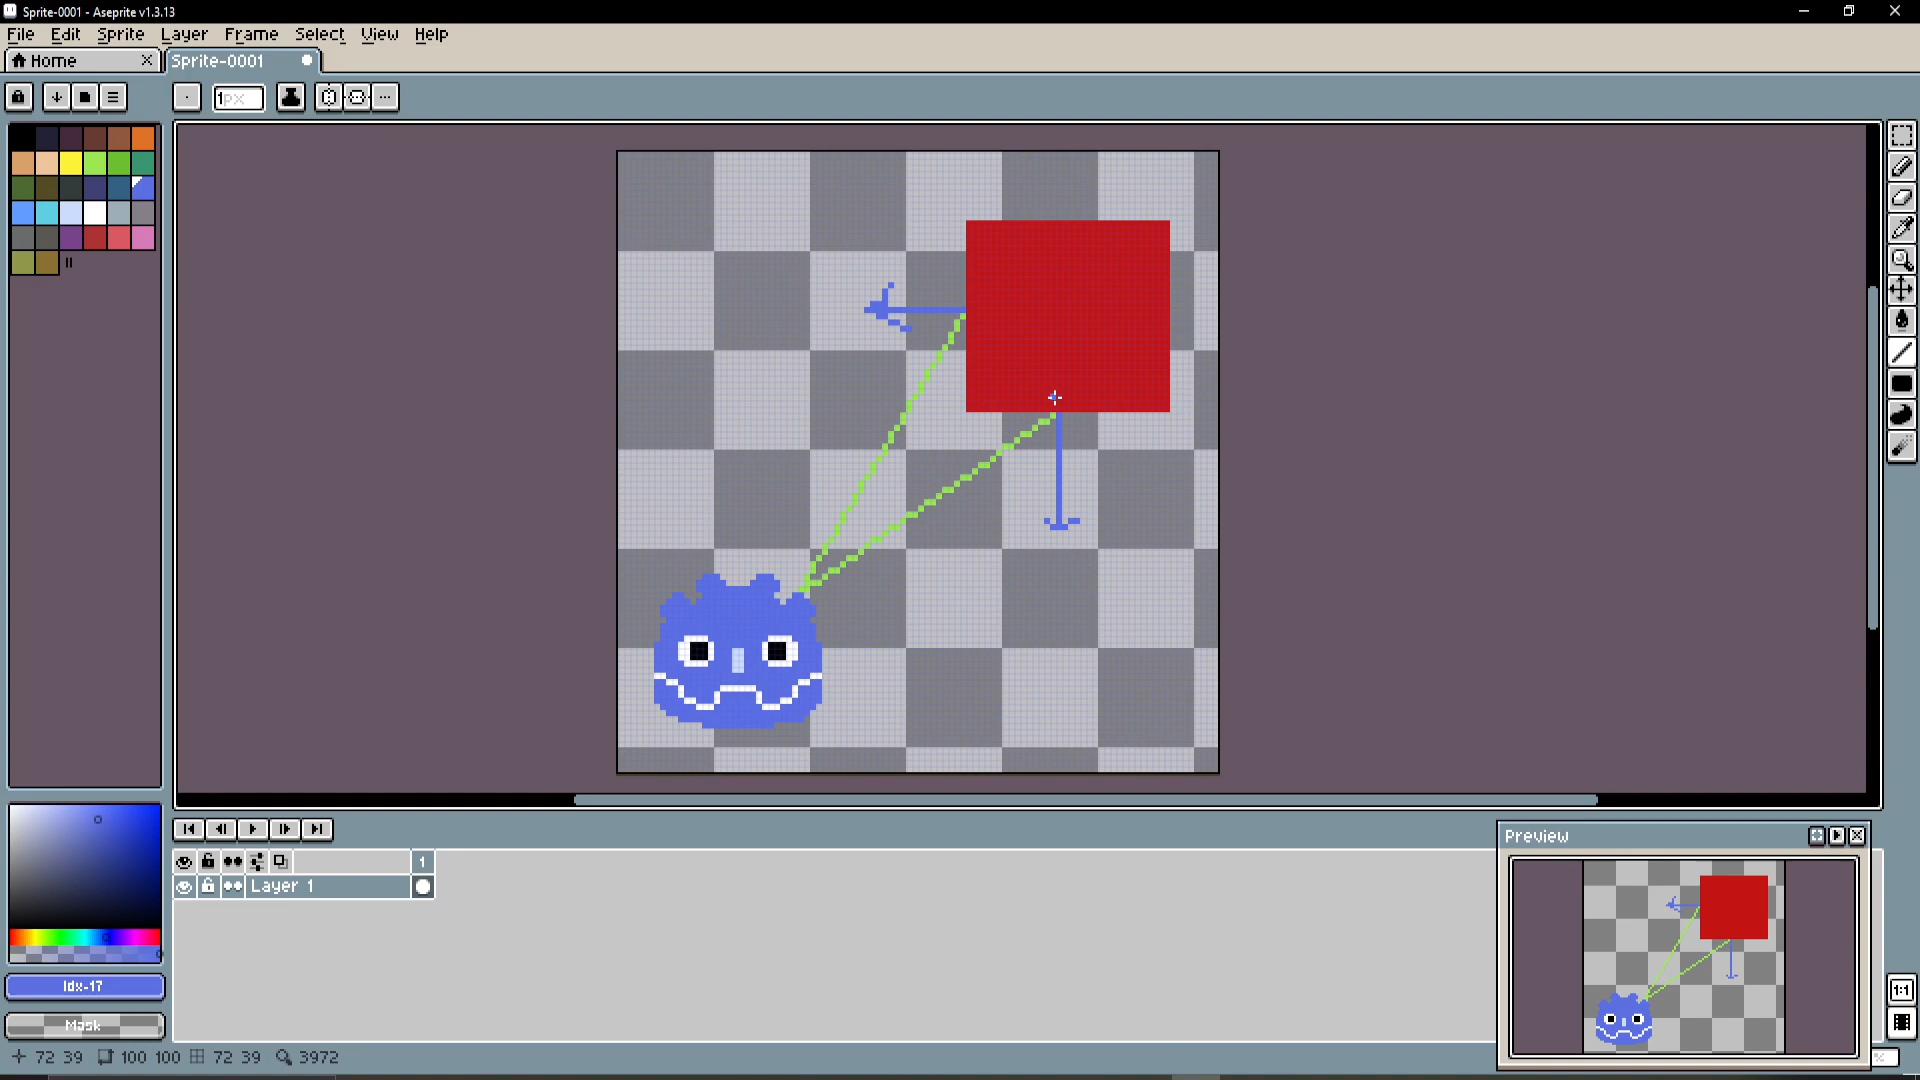 Sprite-0001 - Aseprite v1.3.13
File Edit Sprite Layer Frame Select View Help
Home
Sprite-0001
1px
Idx-17
Mask
1
Layer 1
Preview
1:1
72 39 100 100 72 39 3972